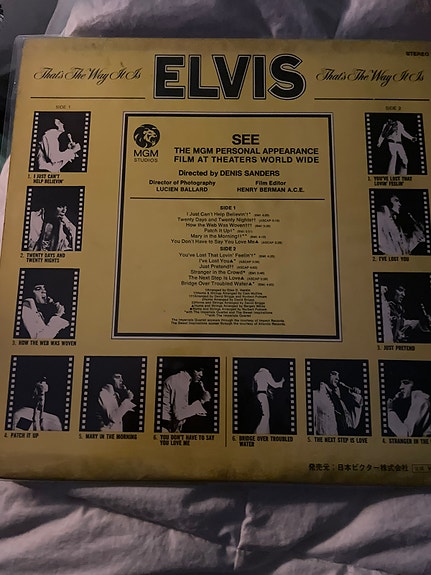 STEREO
That's The Way It Is ELVIS That's The Way It Is
SIDE 1
SIDE 2
MGM
STUDIOS
SEE
THE MGM PERSONAL APPEARANCE
FILM AT THEATERS WORLD WIDE
Directed by DENIS SANDERS
Director of Photography
LUCIEN BALLARD
Film Editor
HENRY BERMAN A.C.E.
SIDE 1
I Just Can't Help Believin'
Twenty Days and Twenty Nights
How the Web Was Woven
Patch It Up
Mary in the Morning
You Don't Have to Say You Love Me
SIDE 2
You've Lost That Lovin' Feelin'
I've Lost You
Just Pretend
Stranger in the Crowd
The Next Step Is Love
Bridge Over Troubled Water
1. I JUST CAN'T
HELP BELIEVIN'
2. TWENTY DAYS AND
TWENTY NIGHTS
3. HOW THE WEB WAS WOVEN
1. YOU'VE LOST THAT
LOVIN' FEELIN'
2. I'VE LOST YOU
3. JUST PRETEND
4. PATCH IT UP
5. MARY IN THE MORNING
6. YOU DON'T HAVE TO SAY
YOU LOVE ME
6. BRIDGE OVER TROUBLED
WATER
5. THE NEXT STEP IS LOVE
4. STRANGER IN THE
発売元：日本ビクター株式会社